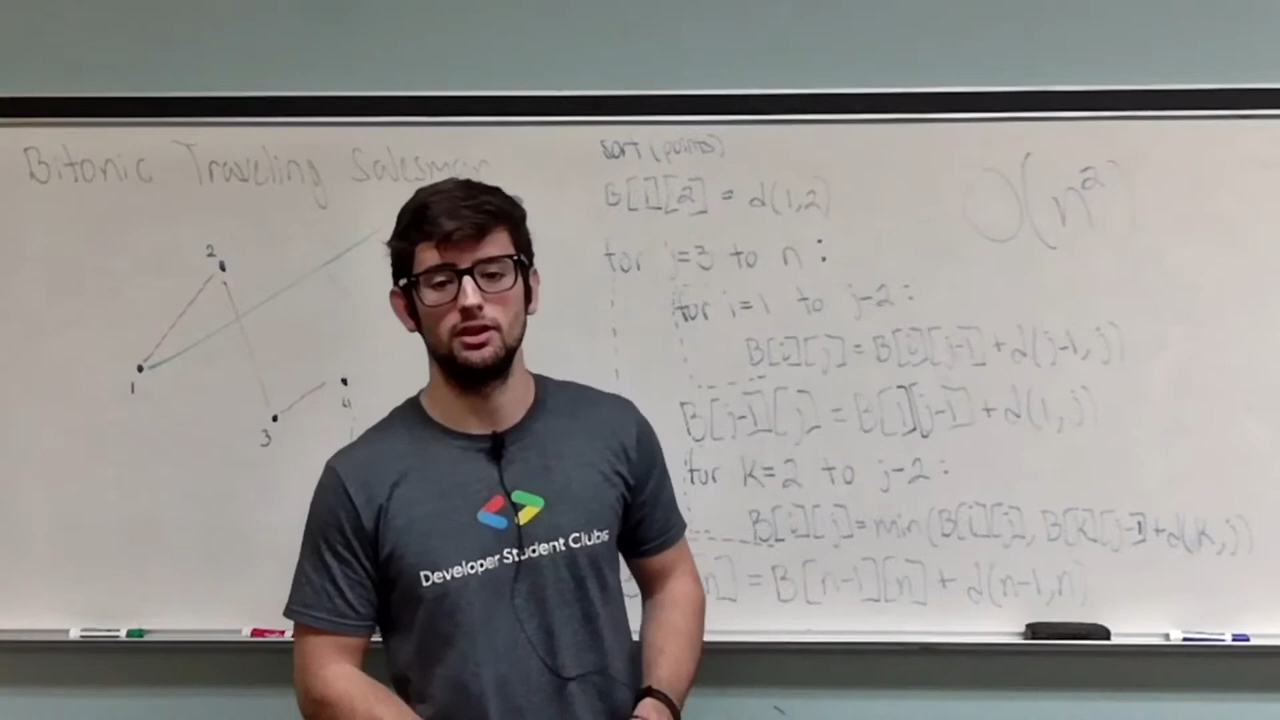 Bitonic Traveling Salesman
sort (points)
B[1][2] = d(1,2)
for j=3 to n :
for i=1 to j-2 :
B[i][j] = B[i][j-1] + d(j-1, j)
B[j-1][j] = B[1][j-1] + d(1, j)
for k=2 to j-2 :
B[i][j] = min(B[i][j], B[k][j-1] + d(k, j)
n] = B[n-1][n] + d(n-1, n)
O(n²)
2
1
3
4
Developer Student Clubs